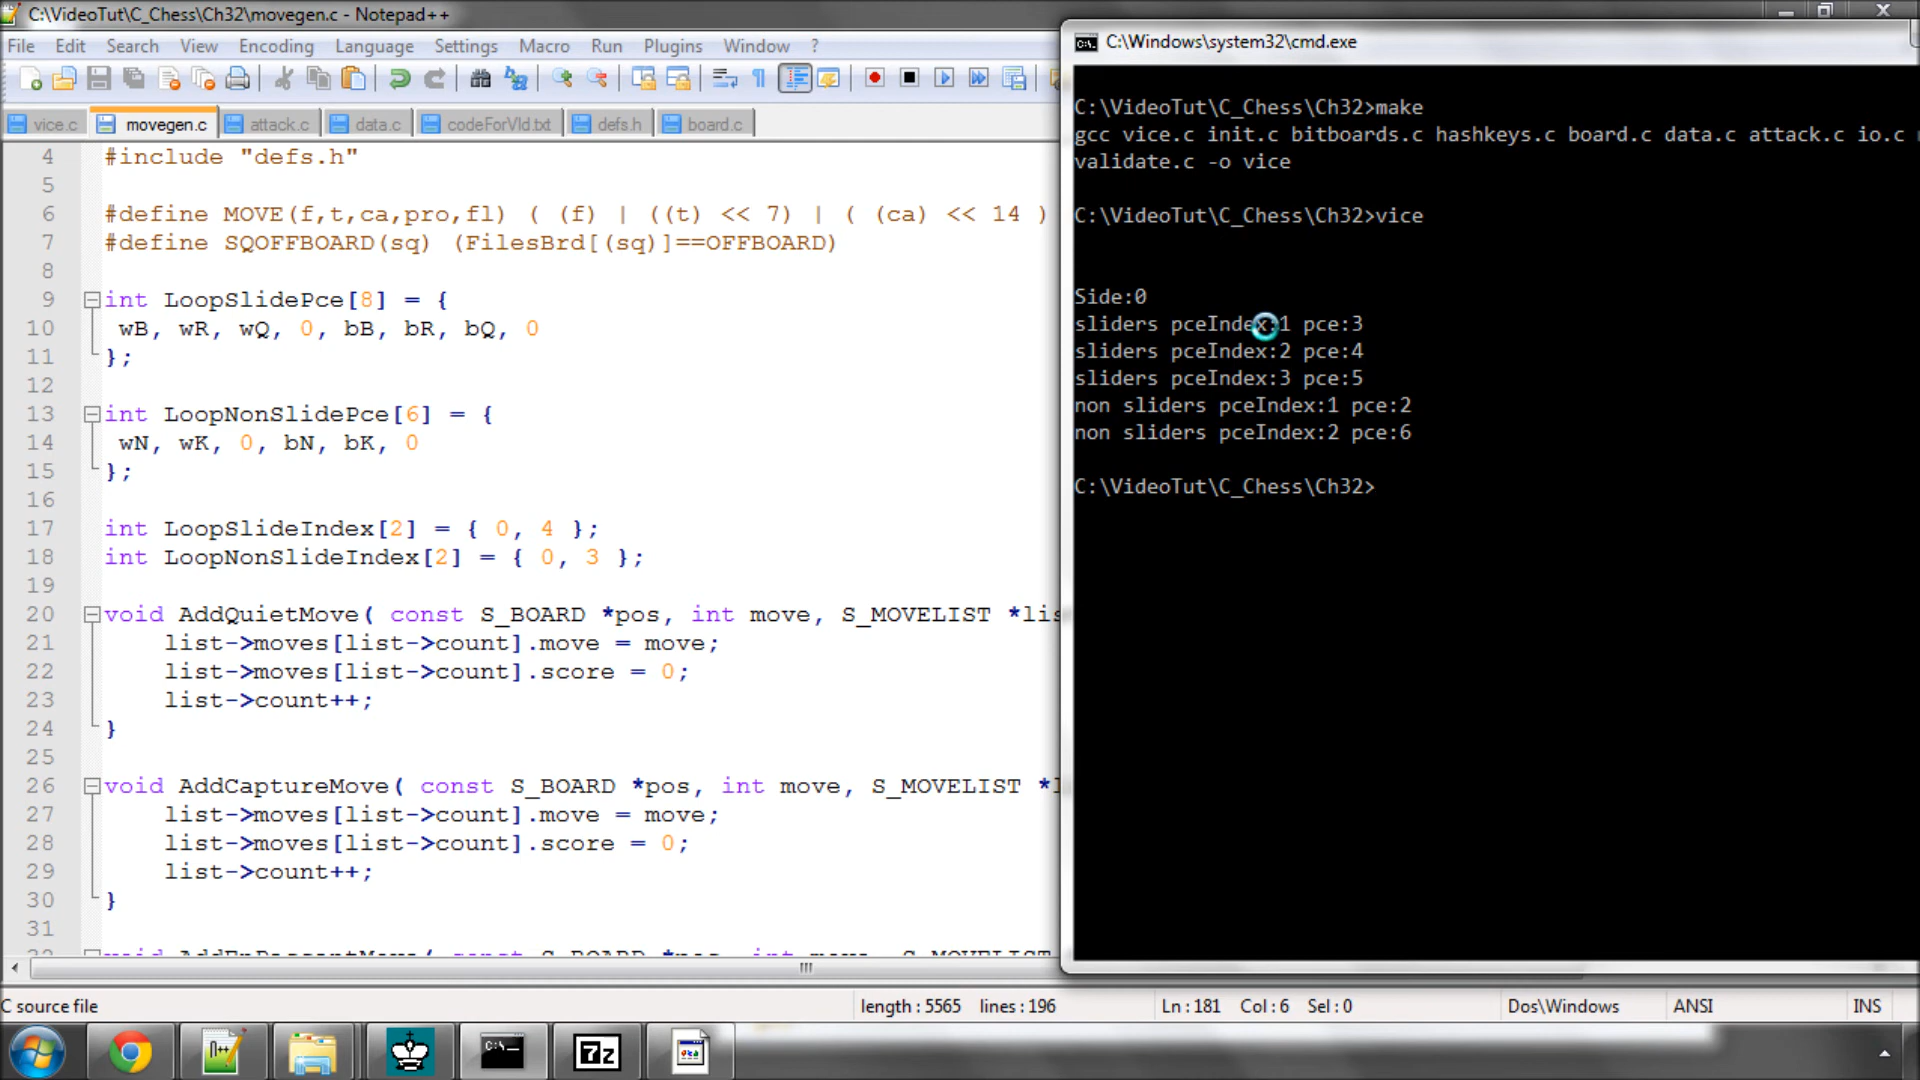 C:\VideoTut\C_Chess\Ch32\movegen.c - Notepad++
File Edit Search View Encoding Language Settings Macro Run Plugins Window ?
vice.c movegen.c attack.c data.c codeForVid.txt defs.h board.c
4 #include "defs.h"
5
6 #define MOVE(f,t,ca,pro,fl) ( (f) | ((t) << 7) | ( (ca) << 14 )
7 #define SQOFFBOARD(sq) (FilesBrd[(sq)]==OFFBOARD)
8
9 int LoopSlidePce[8] = {
10 wB, wR, wQ, 0, bB, bR, bQ, 0
11 };
12
13 int LoopNonSlidePce[6] = {
14 wN, wK, 0, bN, bK, 0
15 };
16
17 int LoopSlideIndex[2] = { 0, 4 };
18 int LoopNonSlideIndex[2] = { 0, 3 };
19
20 void AddQuietMove( const S_BOARD *pos, int move, S_MOVELIST *lis
21 list->moves[list->count].move = move;
22 list->moves[list->count].score = 0;
23 list->count++;
24 }
25
26 void AddCaptureMove( const S_BOARD *pos, int move, S_MOVELIST *l
27 list->moves[list->count].move = move;
28 list->moves[list->count].score = 0;
29 list->count++;
30 }
31
C source file length : 5565 lines : 196 Ln : 181 Col : 6 Sel : 0 Dos\Windows ANSI INS
C:\Windows\system32\cmd.exe
C:\VideoTut\C_Chess\Ch32>make
gcc vice.c init.c bitboards.c hashkeys.c board.c data.c attack.c io.c
validate.c -o vice
C:\VideoTut\C_Chess\Ch32>vice
Side:0
sliders pceIndex:1 pce:3
sliders pceIndex:2 pce:4
sliders pceIndex:3 pce:5
non sliders pceIndex:1 pce:2
non sliders pceIndex:2 pce:6
C:\VideoTut\C_Chess\Ch32>